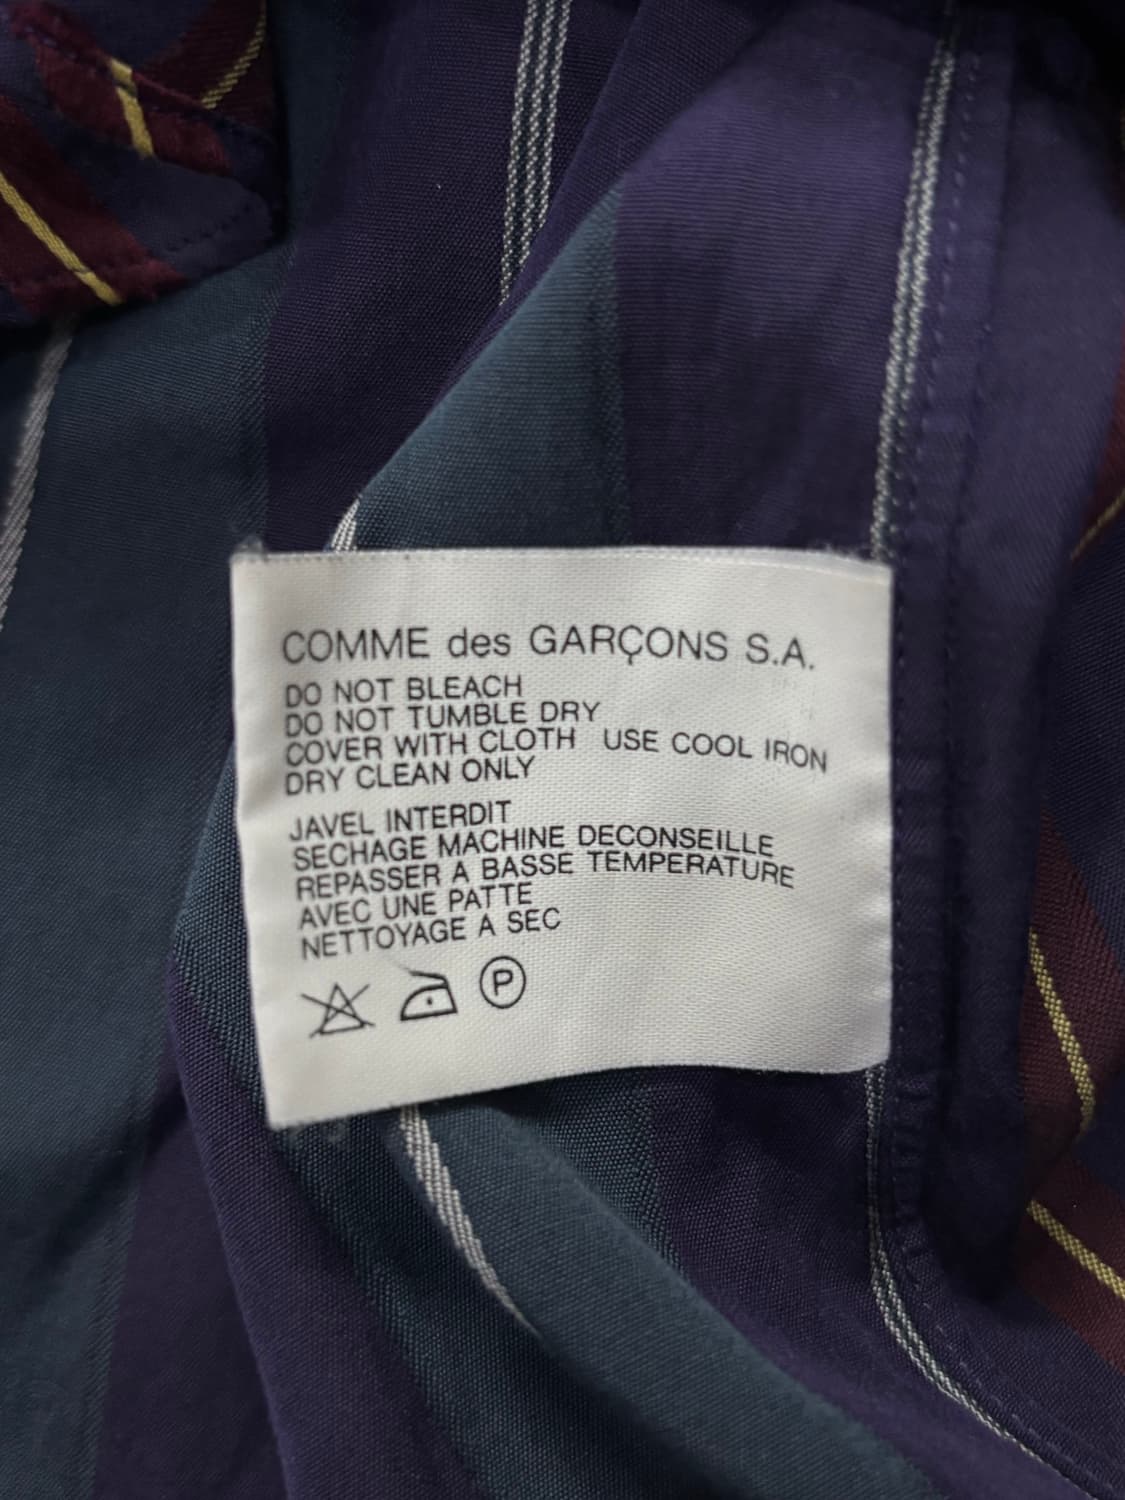 COMME des GARÇONS S.A.
DO NOT BLEACH
DO NOT TUMBLE DRY
COVER WITH CLOTH USE COOL IRON
DRY CLEAN ONLY
JAVEL INTERDIT
SECHAGE MACHINE DECONSEILLE
REPASSER A BASSE TEMPERATURE
AVEC UNE PATTE
NETTOYAGE A SEC
P